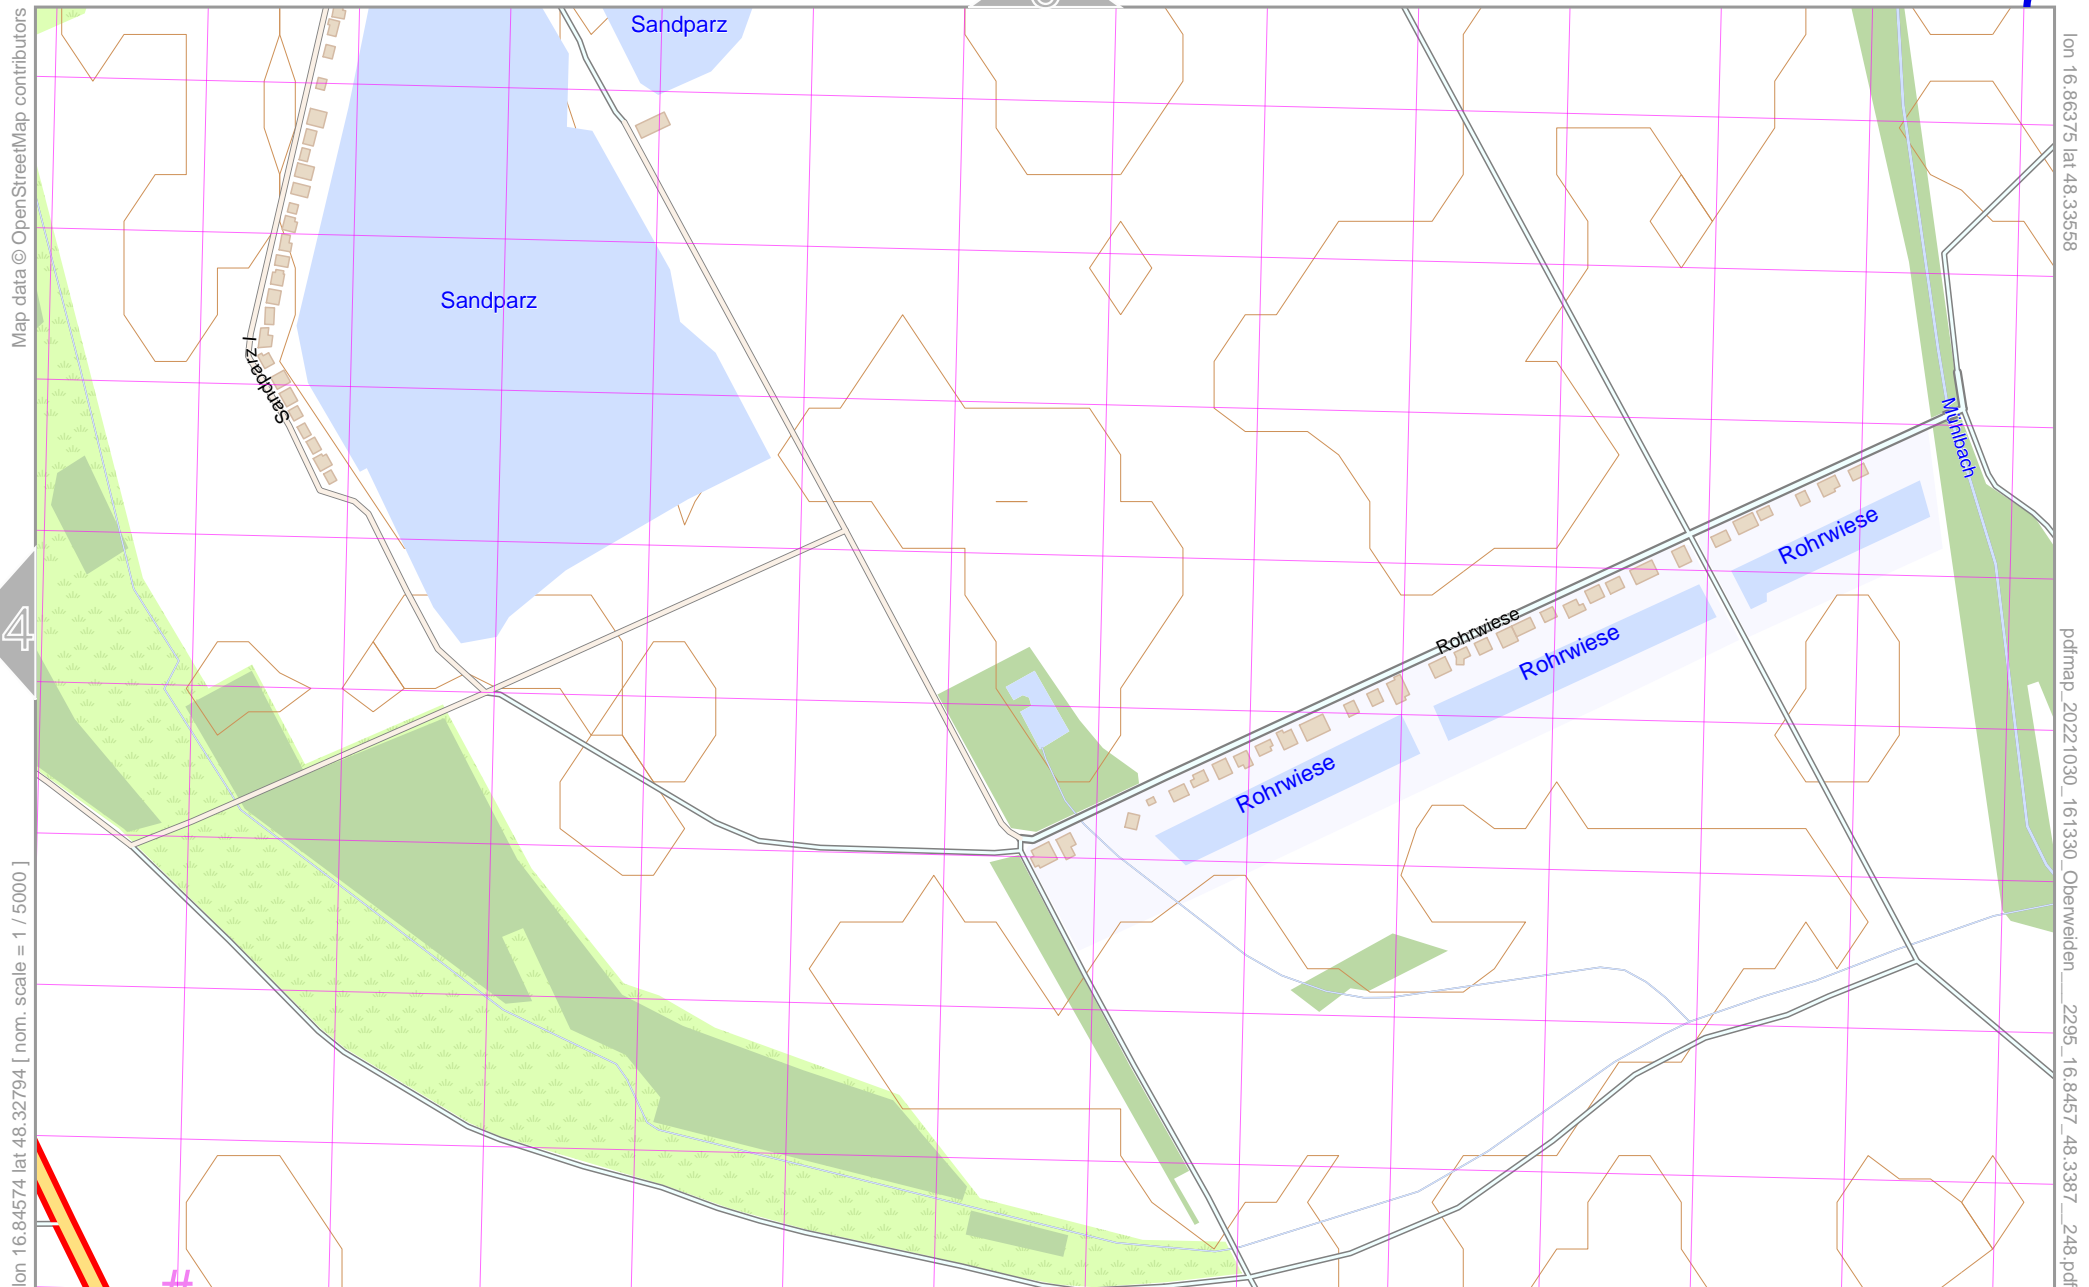 Sandparz
Map data © OpenStreetMap contributors
lon 16.86375 lat 48.33558
Sandparz
Sandparz I
Mühlbach
Rohrwiese
Rohrwiese
Rohrwiese
4
Rohrwiese
pdfmap_20221030_161330_Oberweiden___2295_16.8457_48.3387__248.pdf
lon 16.84574 lat 48.32794 [ nom. scale = 1 / 5000 ]
#